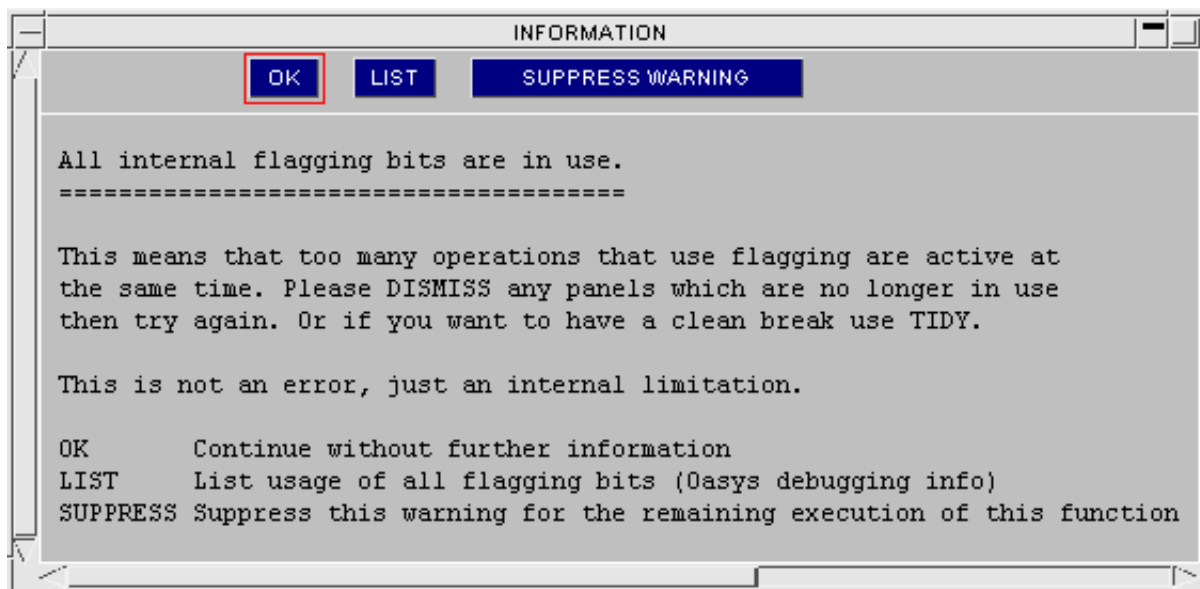 INFORMATION
OK LIST SUPPRESS WARNING
All internal flagging bits are in use.
======================================
This means that too many operations that use flagging are active at
the same time. Please DISMISS any panels which are no longer in use
then try again. Or if you want to have a clean break use TIDY.
This is not an error, just an internal limitation.
OK Continue without further information
LIST List usage of all flagging bits (Oasys debugging info)
SUPPRESS Suppress this warning for the remaining execution of this function